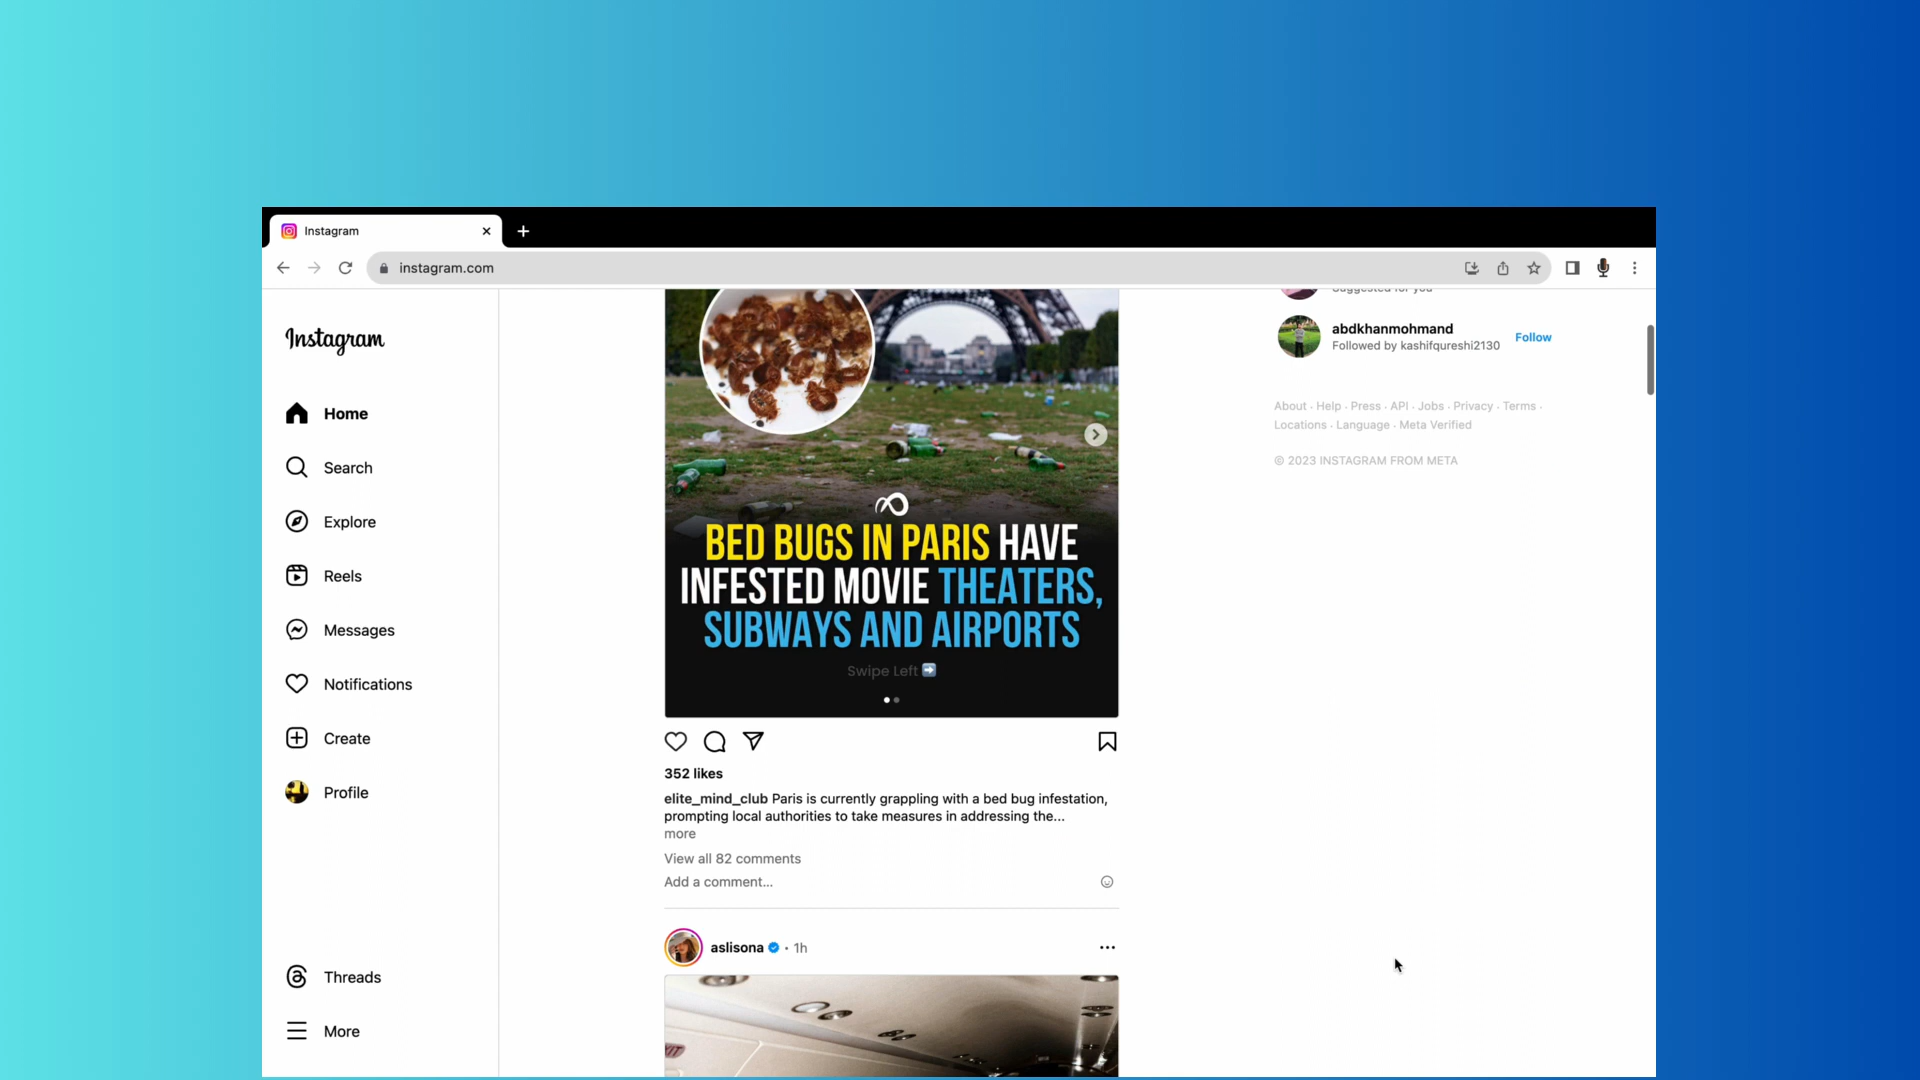 Instagram
instagram.com
Instagram
Home
Search
Explore
Reels
Messages
Notifications
Create
Profile
Threads
More
BED BUGS IN PARIS HAVE
INFESTED MOVIE THEATERS,
SUBWAYS AND AIRPORTS
Swipe Left
352 likes
elite_mind_club Paris is currently grappling with a bed bug infestation,
prompting local authorities to take measures in addressing the...
more
View all 82 comments
Add a comment...
aslisona • 1h
Suggested for you
abdkhanmohmand
Followed by kashifqureshi2130
Follow
About · Help · Press · API · Jobs · Privacy · Terms ·
Locations · Language · Meta Verified
© 2023 INSTAGRAM FROM META